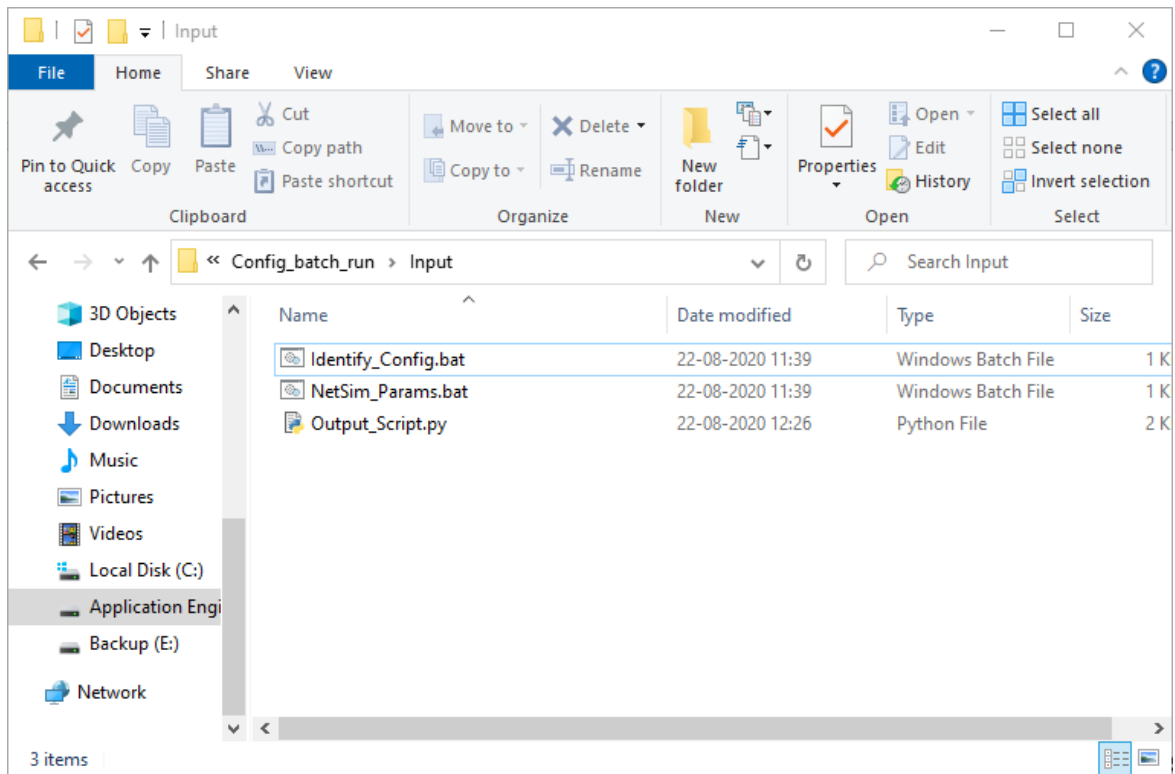 Input
File Home Share View
Pin to Quick access
Copy
Paste
Cut
Copy path
Paste shortcut
Clipboard
Move to
Copy to
Delete
Rename
Organize
New folder
New
Properties
Open
Edit
History
Open
Select all
Select none
Invert selection
Select
« Config_batch_run › Input
Search Input
3D Objects
Desktop
Documents
Downloads
Music
Pictures
Videos
Local Disk (C:)
Application Engi
Backup (E:)
Network
Name Date modified Type Size
Identify_Config.bat 22-08-2020 11:39 Windows Batch File 1 K
NetSim_Params.bat 22-08-2020 11:39 Windows Batch File 1 K
Output_Script.py 22-08-2020 12:26 Python File 2 K
3 items